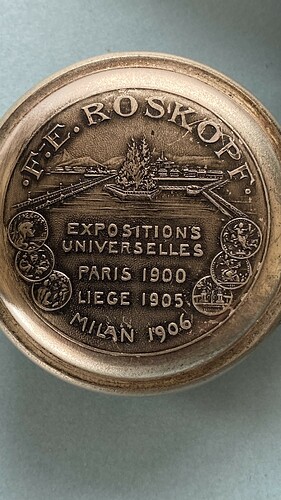 ·F.E. ROSKOPF·
EXPOSITIONS
UNIVERSELLES
PARIS 1900
LIEGE 1905
MILAN 1906